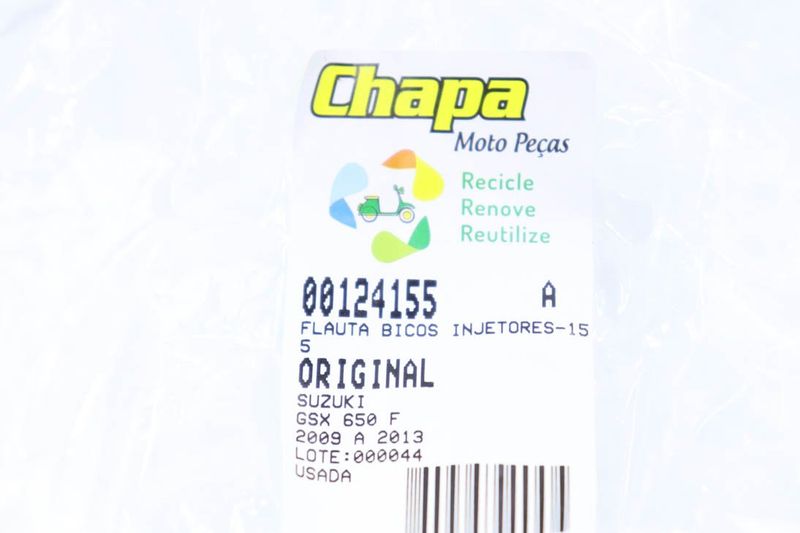 Chapa
Moto Peças
Recicle
Renove
Reutilize
00124155 A
FLAUTA BICOS INJETORES-15
5
ORIGINAL
SUZUKI
GSX 650 F
2009 A 2013
LOTE:000044
USADA